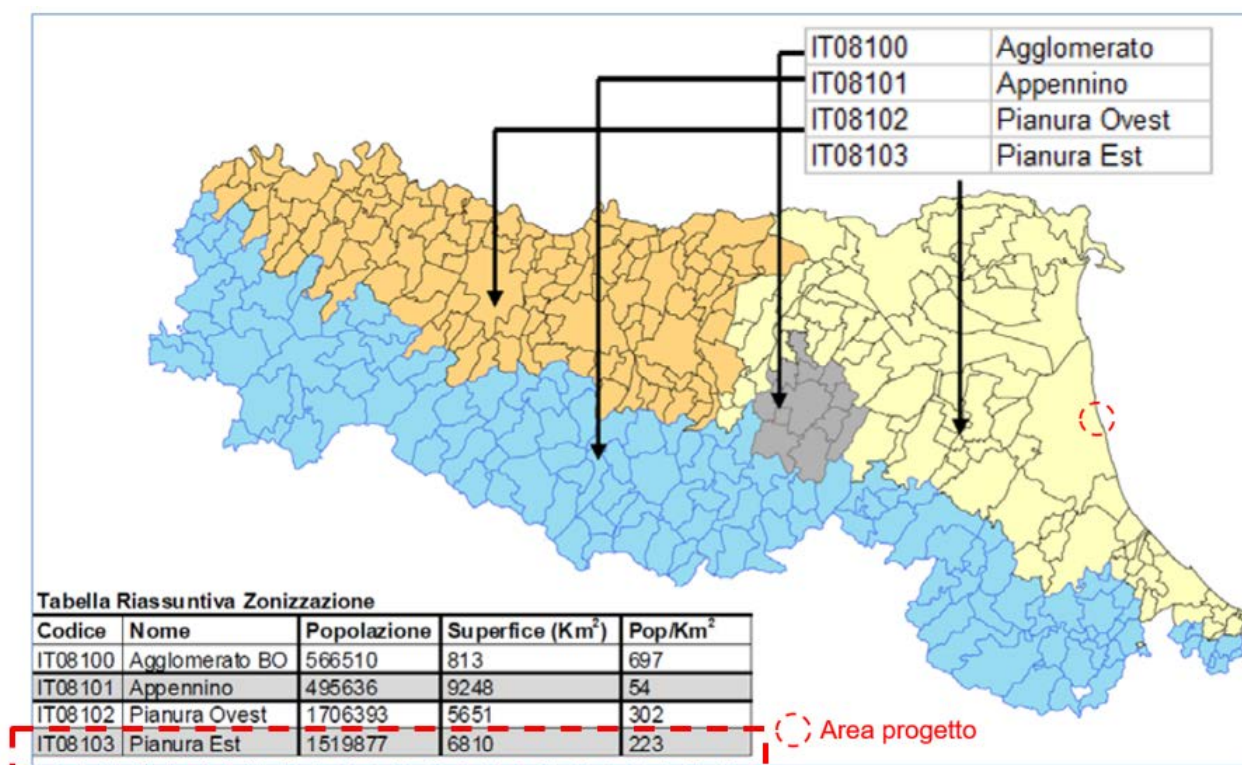 IT08100 Agglomerato
IT08101 Appennino
IT08102 Pianura Ovest
IT08103 Pianura Est
Tabella Riassuntiva Zonizzazione
Codice Nome Popolazione Superfice (Km²) Pop/Km²
IT08100 Agglomerato BO 566510 813 697
IT08101 Appennino 495636 9248 54
IT08102 Pianura Ovest 1706393 5651 302
IT08103 Pianura Est 1519877 6810 223
Area progetto